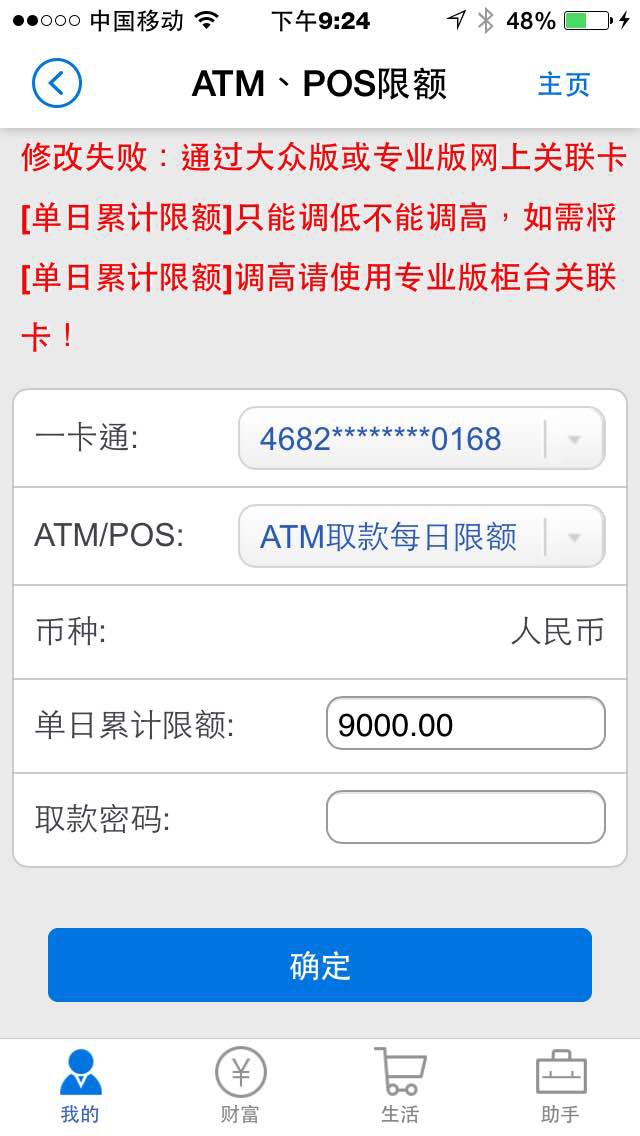 中国移动 下午9:24 48%
ATM、POS限额 主页
修改失败：通过大众版或专业版网上关联卡
[单日累计限额]只能调低不能调高，如需将
[单日累计限额]调高请使用专业版柜台关联
卡！
一卡通: 4682********0168
ATM/POS: ATM取款每日限额
币种: 人民币
单日累计限额: 9000.00
取款密码:
确定
我的 财富 生活 助手